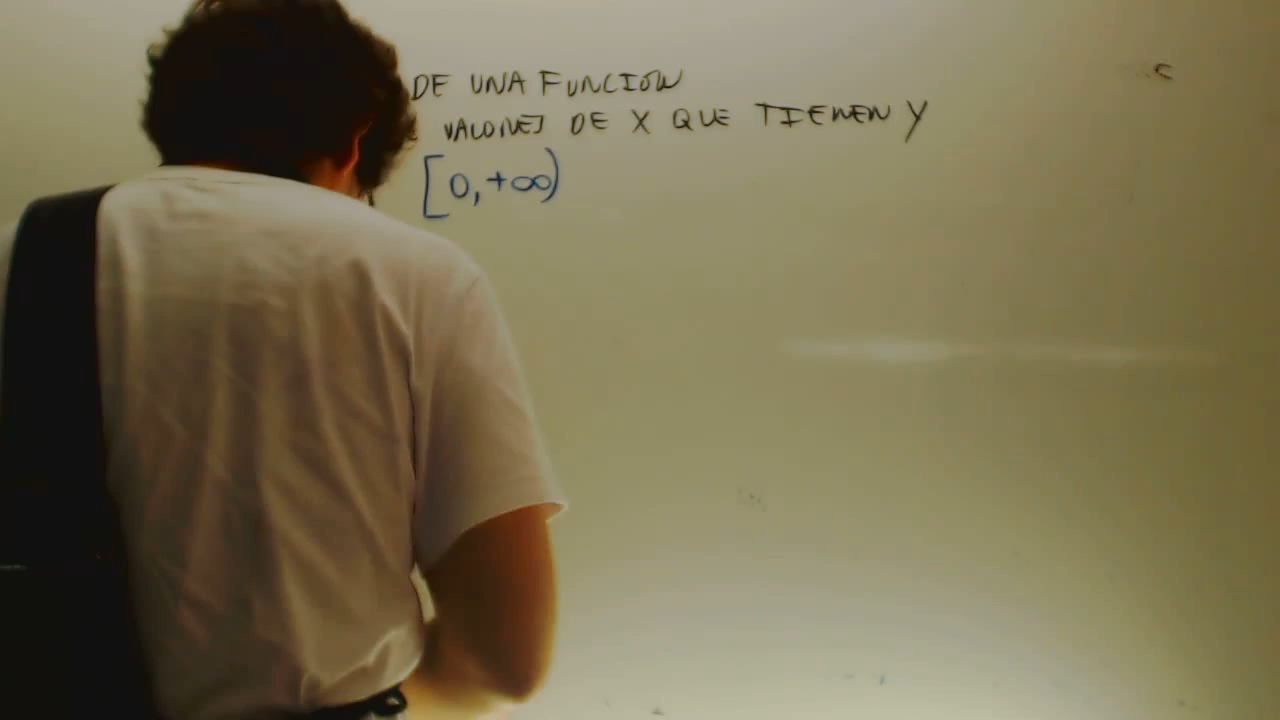 DE UNA FUNCION
VALORES DE X QUE TIENEN Y
[0,+∞)